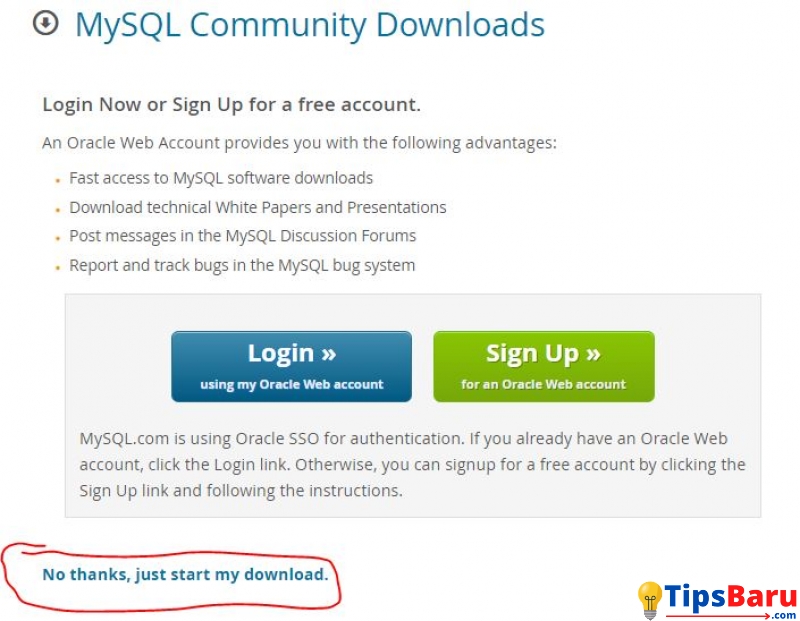 MySQL Community Downloads
Login Now or Sign Up for a free account.
An Oracle Web Account provides you with the following advantages:
Fast access to MySQL software downloads
Download technical White Papers and Presentations
Post messages in the MySQL Discussion Forums
Report and track bugs in the MySQL bug system
Login »
using my Oracle Web account
Sign Up »
for an Oracle Web account
MySQL.com is using Oracle SSO for authentication. If you already have an Oracle Web
account, click the Login link. Otherwise, you can signup for a free account by clicking the
Sign Up link and following the instructions.
No thanks, just start my download.
TipsBaru
.com